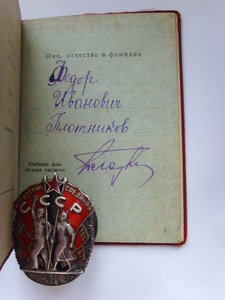 Имя, отчество и фамилия
Федор
Иванович
Плотников
Подпись вла-
дельца книжки
СССР